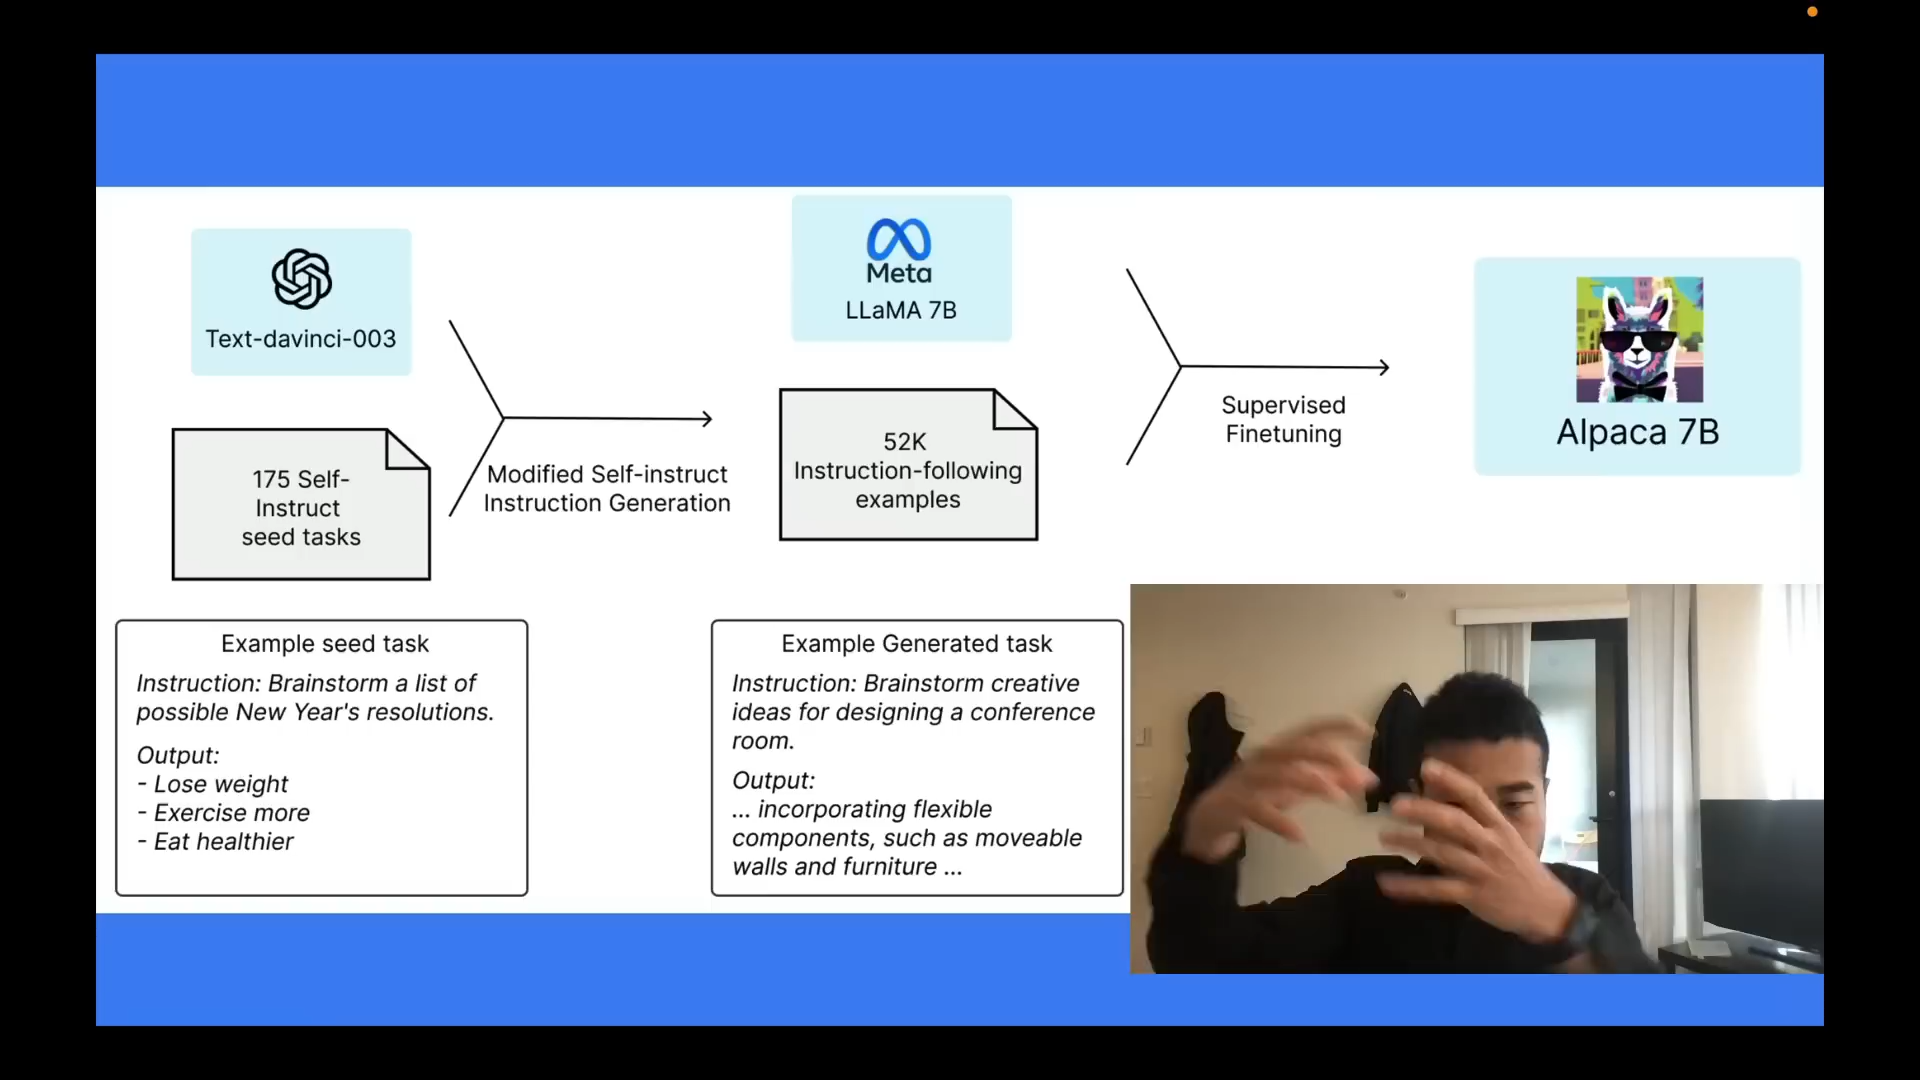 Text-davinci-003
175 Self-
Instruct
seed tasks
Modified Self-instruct
Instruction Generation
Meta
LLaMA 7B
52K
Instruction-following
examples
Supervised
Finetuning
Alpaca 7B
Example seed task
Instruction: Brainstorm a list of
possible New Year's resolutions.
Output:
- Lose weight
- Exercise more
- Eat healthier
Example Generated task
Instruction: Brainstorm creative
ideas for designing a conference
room.
Output:
... incorporating flexible
components, such as moveable
walls and furniture ...